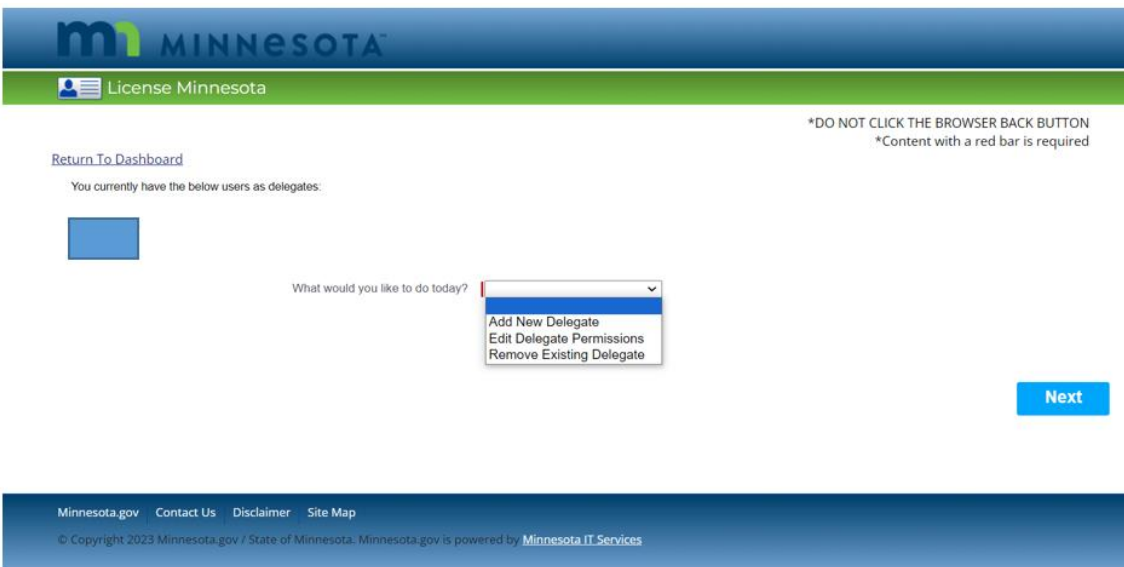 mn MINNESOTA
License Minnesota
*DO NOT CLICK THE BROWSER BACK BUTTON
*Content with a red bar is required
Return To Dashboard
You currently have the below users as delegates:
What would you like to do today?
Add New Delegate
Edit Delegate Permissions
Remove Existing Delegate
Next
Minnesota.gov Contact Us Disclaimer Site Map
© Copyright 2023 Minnesota.gov / State of Minnesota. Minnesota.gov is powered by Minnesota IT Services